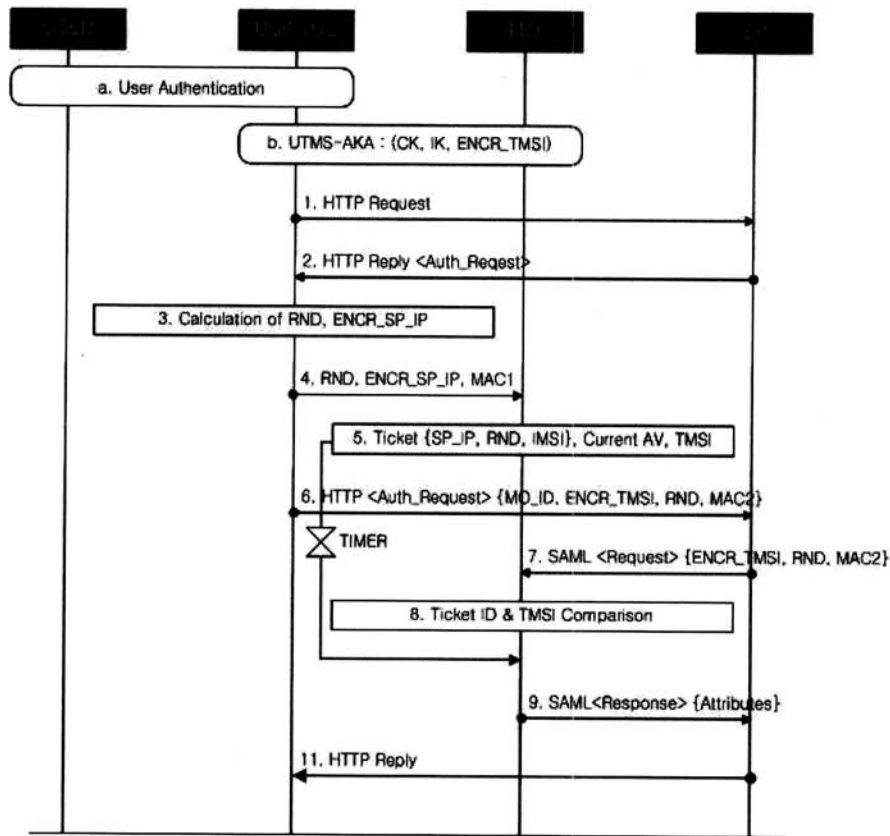 a. User Authentication
b. UTMS-AKA : (CK, IK, ENCR_TMSI)
1. HTTP Request
2. HTTP Reply <Auth_Reqest>
3. Calculation of RND, ENCR_SP_IP
4. RND, ENCR_SP_IP, MAC1
5. Ticket {SP_IP, RND, IMSI}, Current AV, TMSI
6. HTTP <Auth_Request> {MO_ID, ENCR_TMSI, RND, MAC2}
TIMER
7. SAML <Request> {ENCR_TMSI, RND, MAC2}
8. Ticket ID & TMSI Comparison
9. SAML<Response> {Attributes}
11. HTTP Reply